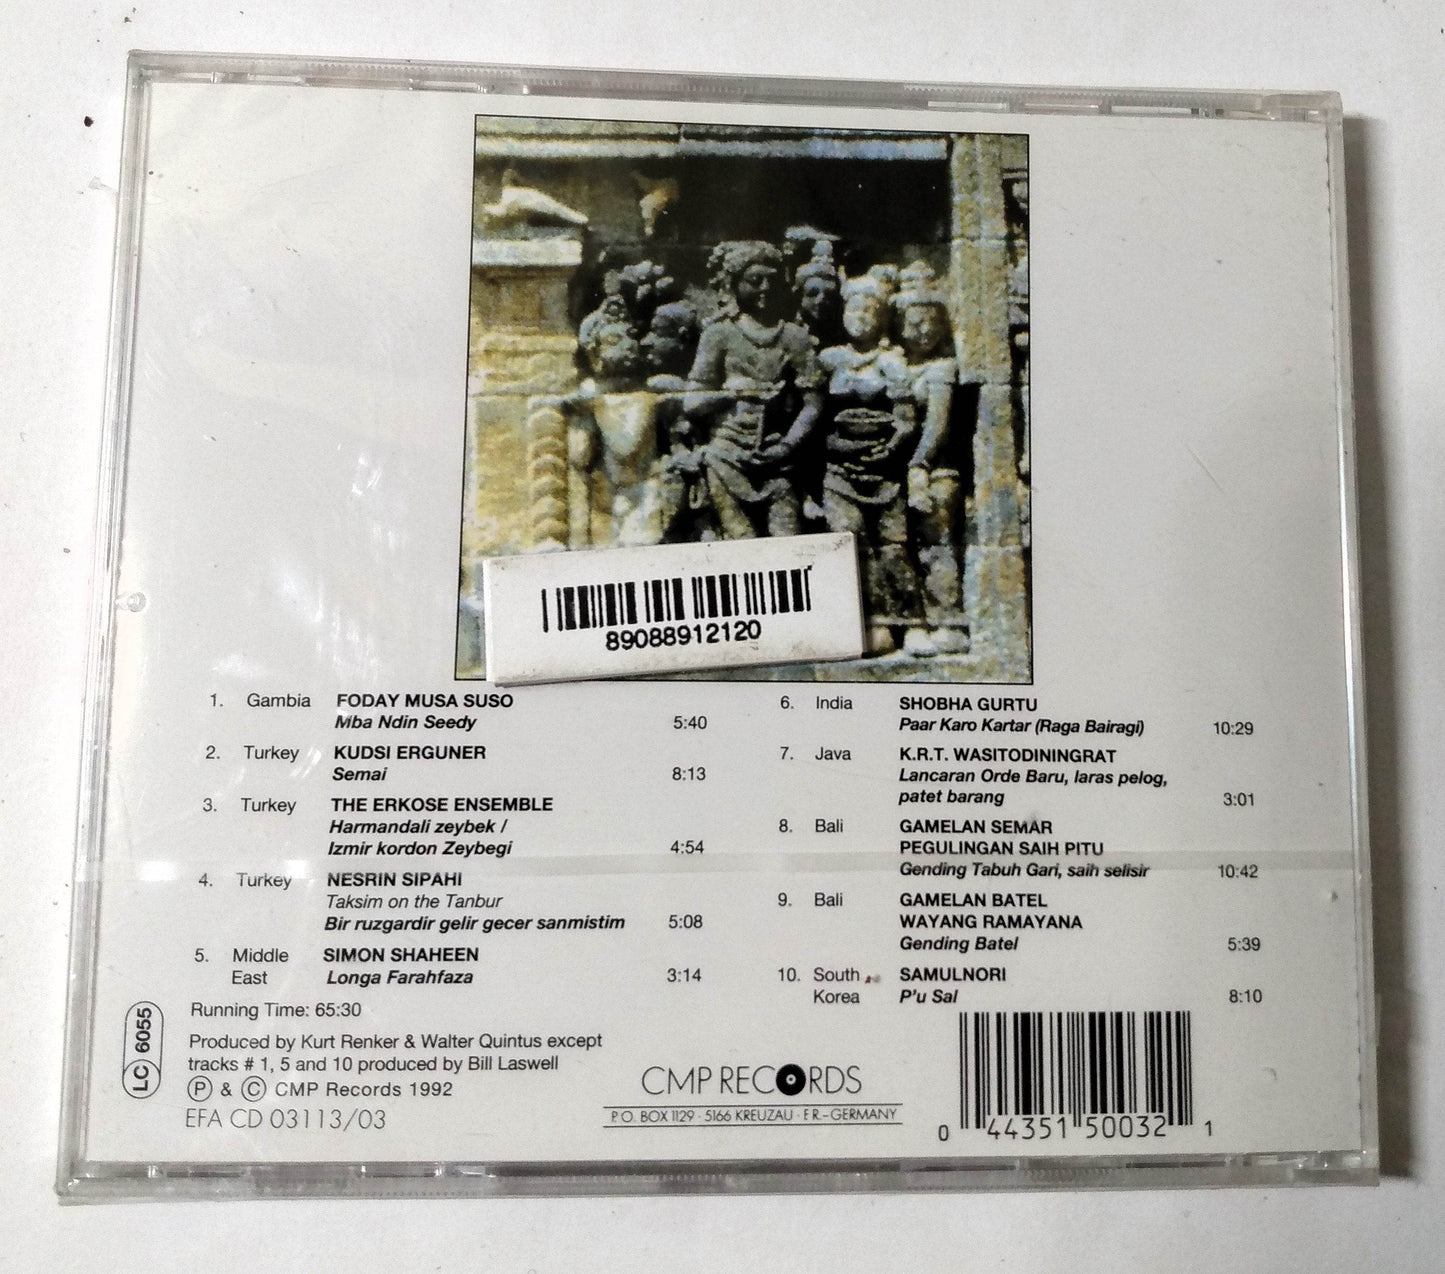 89088912120
1. Gambia FODAY MUSA SUSO
Mba Ndin Seedy 5:40
2. Turkey KUDSI ERGUNER
Semai 8:13
3. Turkey THE ERKOSE ENSEMBLE
Harmandali zeybek /
Izmir kordon Zeybegi 4:54
4. Turkey NESRIN SIPAHI
Taksim on the Tanbur
Bir ruzgardir gelir gecer sanmistim 5:08
5. Middle East SIMON SHAHEEN
Longa Farahfaza 3:14
6. India SHOBHA GURTU
Paar Karo Kartar (Raga Bairagi) 10:29
7. Java K.R.T. WASITODININGRAT
Lancaran Orde Baru, laras pelog,
patet barang 3:01
8. Bali GAMELAN SEMAR
PEGULINGAN SAIH PITU
Gending Tabuh Gari, saih selisir 10:42
9. Bali GAMELAN BATEL
WAYANG RAMAYANA
Gending Batel 5:39
10. South Korea SAMULNORI
P'u Sal 8:10
Running Time: 65:30
Produced by Kurt Renker & Walter Quintus except
tracks # 1, 5 and 10 produced by Bill Laswell
Ⓟ & © CMP Records 1992
EFA CD 03113/03
LC 6055
CMP RECORDS
P.O. BOX 1129 · 5166 KREUZAU · F.R.-GERMANY
0 44351 50032 1